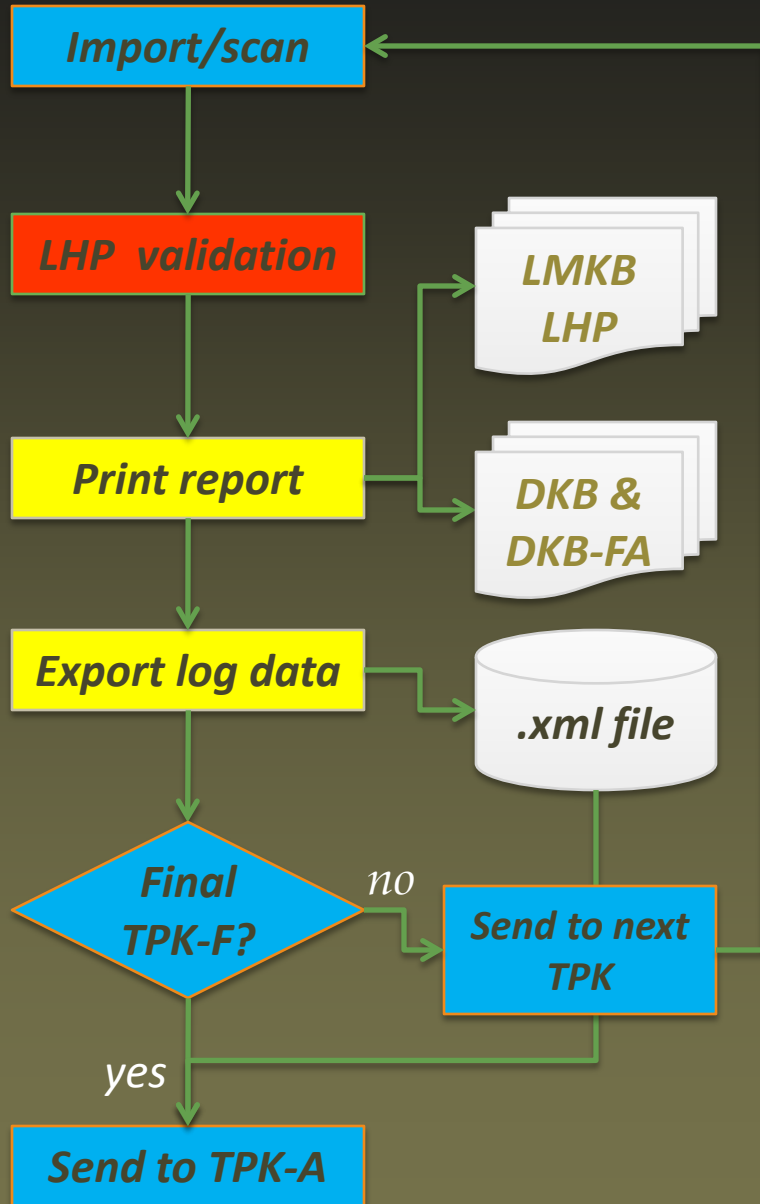 Import/scan
LHP validation
LMKB
LHP
Print report
DKB &
DKB-FA
Export log data
.xml file
Final
TPK-F?
no
Send to next
TPK
yes
Send to TPK-A